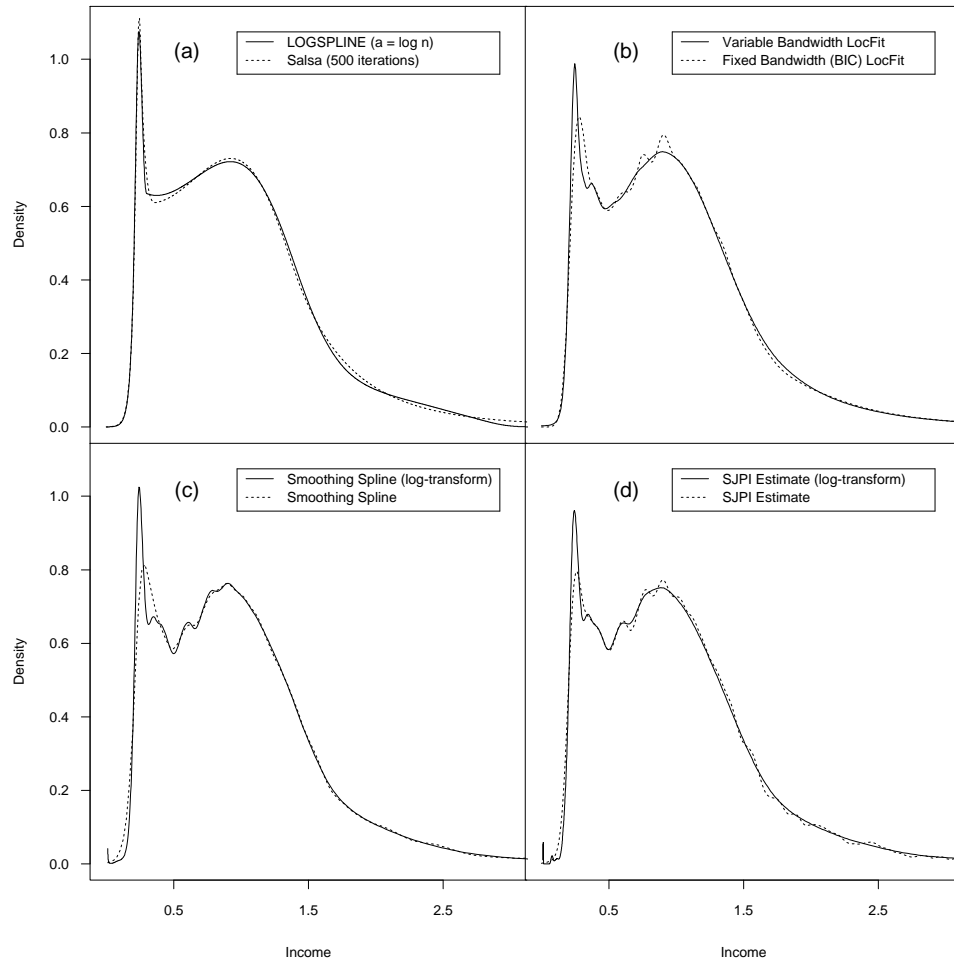 (a)
LOGSPLINE (a = log n)
Salsa (500 iterations)
(b)
Variable Bandwidth LocFit
Fixed Bandwidth (BIC) LocFit
Density
1.0
0.8
0.6
0.4
0.2
0.0
(c)
Smoothing Spline (log-transform)
Smoothing Spline
(d)
SJPI Estimate (log-transform)
SJPI Estimate
Density
1.0
0.8
0.6
0.4
0.2
0.0
0.5 1.5 2.5
0.5 1.5 2.5
Income
Income